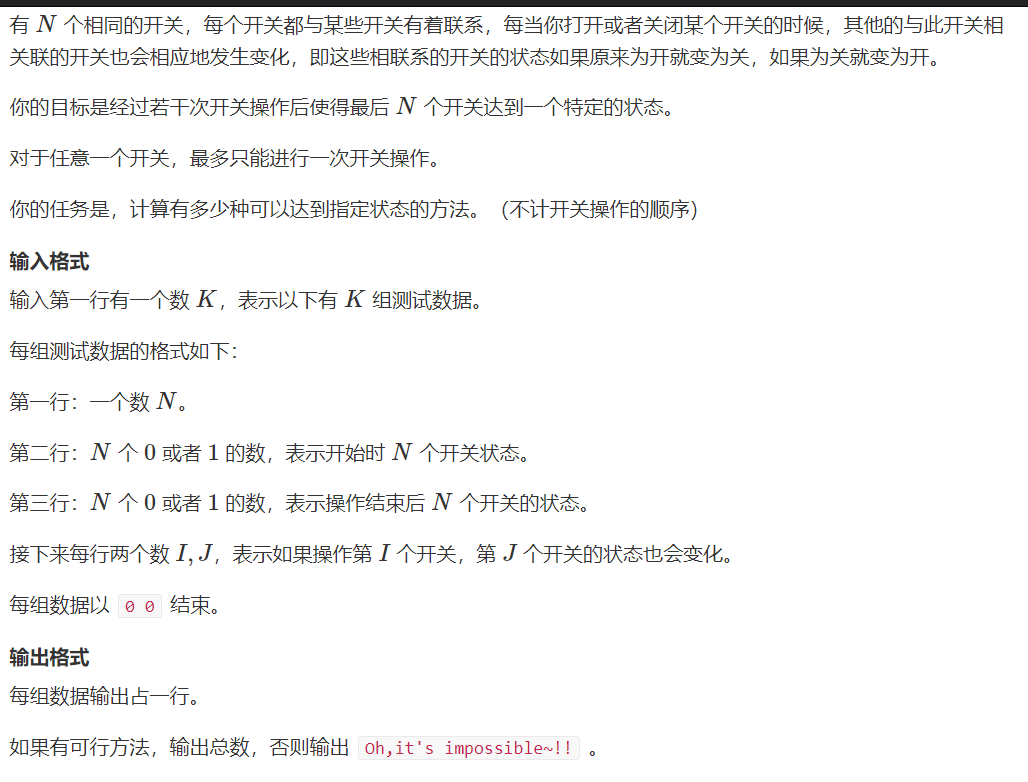 有 N 个相同的开关，每个开关都与某些开关有着联系，每当你打开或者关闭某个开关的时候，其他的与此开关相
关联的开关也会相应地发生变化，即这些相联系的开关的状态如果原来为开就变为关，如果为关就变为开。
你的目标是经过若干次开关操作后使得最后 N 个开关达到一个特定的状态。
对于任意一个开关，最多只能进行一次开关操作。
你的任务是，计算有多少种可以达到指定状态的方法。（不计开关操作的顺序）
输入格式
输入第一行有一个数 K，表示以下有 K 组测试数据。
每组测试数据的格式如下：
第一行：一个数 N。
第二行：N 个 0 或者 1 的数，表示开始时 N 个开关状态。
第三行：N 个 0 或者 1 的数，表示操作结束后 N 个开关的状态。
接下来每行两个数 I, J，表示如果操作第 I 个开关，第 J 个开关的状态也会变化。
每组数据以 0 0 结束。
输出格式
每组数据输出占一行。
如果有可行方法，输出总数，否则输出 Oh,it's impossible~!! 。